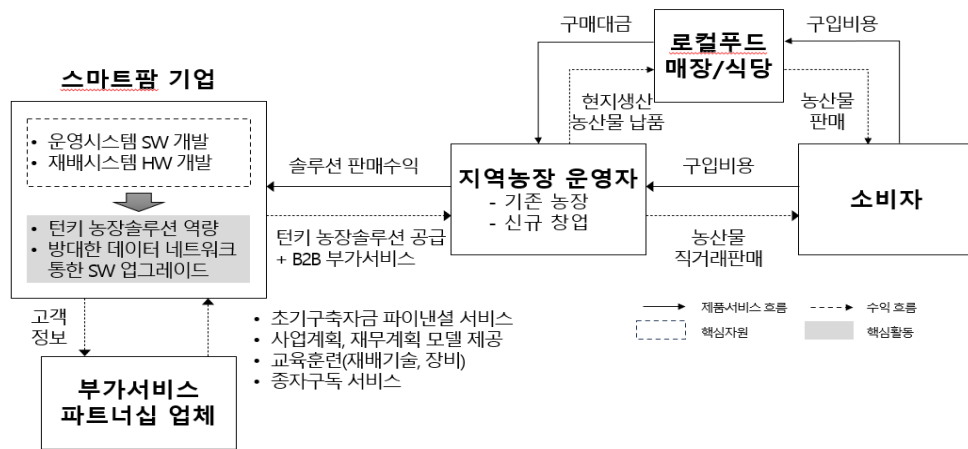 구매대금
구입비용
로컬푸드
매장/식당
스마트팜 기업
현지생산
농산물 납품
농산물
판매
• 운영시스템 SW 개발
• 재배시스템 HW 개발
솔루션 판매수익
지역농장 운영자
- 기존 농장
- 신규 창업
구입비용
소비자
• 턴키 농장솔루션 역량
• 방대한 데이터 네트워크
통한 SW 업그레이드
턴키 농장솔루션 공급
+ B2B 부가서비스
농산물
직거래판매
고객
정보
• 초기구축자금 파이낸셜 서비스
• 사업계획, 재무계획 모델 제공
• 교육훈련(재배기술, 장비)
• 종자구독 서비스
제품서비스 흐름
수익 흐름
핵심자원
핵심활동
부가서비스
파트너십 업체